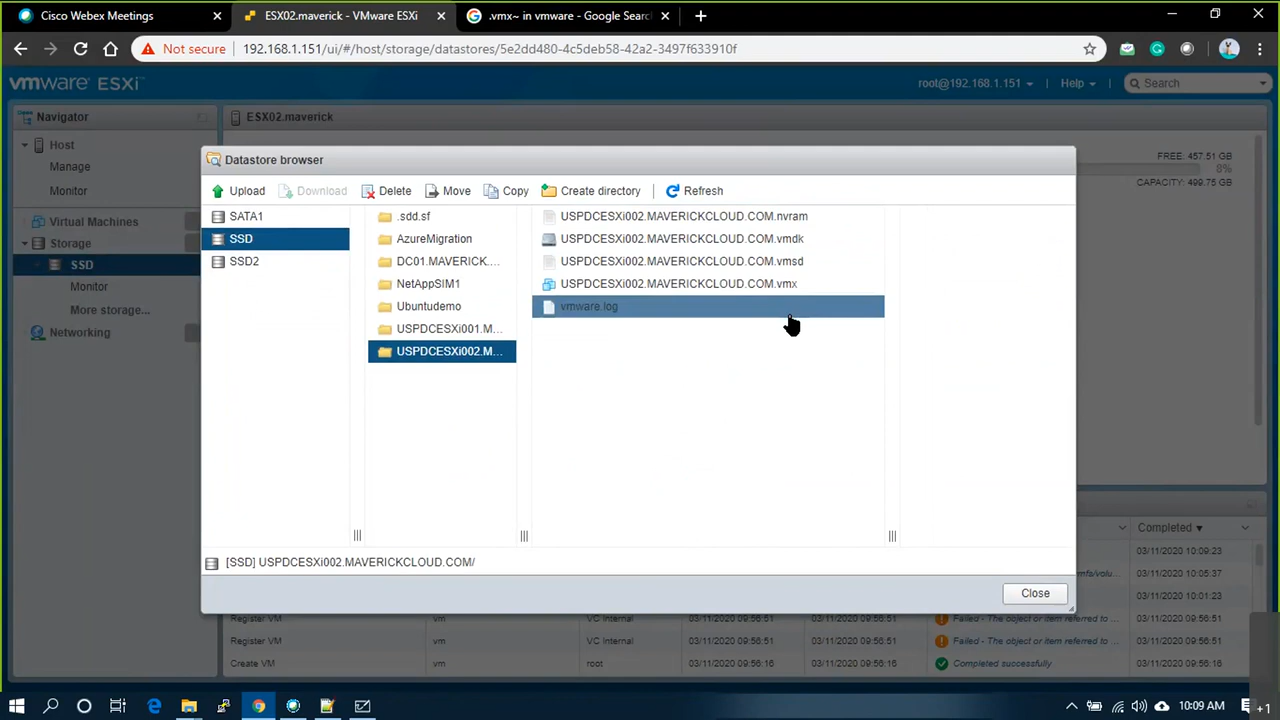 Cisco Webex Meetings
ESX02.maverick - VMware ESXi
.vmx~ in vmware - Google Searc
Not secure
192.168.1.151/ui/#/host/storage/datastores/5e2dd480-4c5deb58-42a2-3497f633910f
vmware ESXi™
root@192.168.1.151
Help
Search
Navigator
ESX02.maverick
Host
Manage
Monitor
Virtual Machines
Storage
SSD
Monitor
More storage...
Networking
FREE: 457.51 GB
8%
CAPACITY: 499.75 GB
Datastore browser
Upload
Download
Delete
Move
Copy
Create directory
Refresh
SATA1
SSD
SSD2
.sdd.sf
AzureMigration
DC01.MAVERICK....
NetAppSIM1
Ubuntudemo
USPDCESXi001.M...
USPDCESXi002.M...
USPDCESXi002.MAVERICKCLOUD.COM.nvram
USPDCESXi002.MAVERICKCLOUD.COM.vmdk
USPDCESXi002.MAVERICKCLOUD.COM.vmsd
USPDCESXi002.MAVERICKCLOUD.COM.vmx
vmware.log
[SSD] USPDCESXi002.MAVERICKCLOUD.COM/
Close
Completed
03/11/2020 10:09:23
03/11/2020 10:05:37
03/11/2020 10:01:23
Register VM vm VC Internal 03/11/2020 09:56:51 03/11/2020 09:56:51 Failed - The object or item referred to ... 03/11/2020 09:56:51
Register VM vm VC Internal 03/11/2020 09:56:51 03/11/2020 09:56:51 Failed - The object or item referred to ... 03/11/2020 09:56:51
Create VM vm root 03/11/2020 09:56:16 03/11/2020 09:56:16 Completed successfully 03/11/2020 09:56:16
10:09 AM
+1